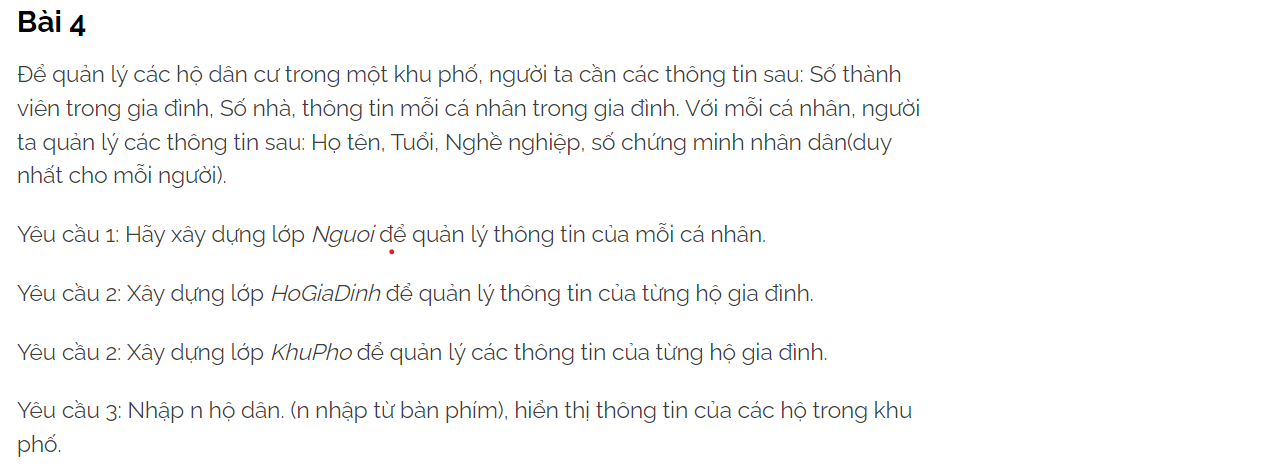 Bài 4
Để quản lý các hộ dân cư trong một khu phố, người ta cần các thông tin sau: Số thành
viên trong gia đình, Số nhà, thông tin mỗi cá nhân trong gia đình. Với mỗi cá nhân, người
ta quản lý các thông tin sau: Họ tên, Tuổi, Nghề nghiệp, số chứng minh nhân dân(duy
nhất cho mỗi người).
Yêu cầu 1: Hãy xây dựng lớp Nguoi để quản lý thông tin của mỗi cá nhân.
Yêu cầu 2: Xây dựng lớp HoGiaDinh để quản lý thông tin của từng hộ gia đình.
Yêu cầu 2: Xây dựng lớp KhuPho để quản lý các thông tin của từng hộ gia đình.
Yêu cầu 3: Nhập n hộ dân. (n nhập từ bàn phím), hiển thị thông tin của các hộ trong khu
phố.